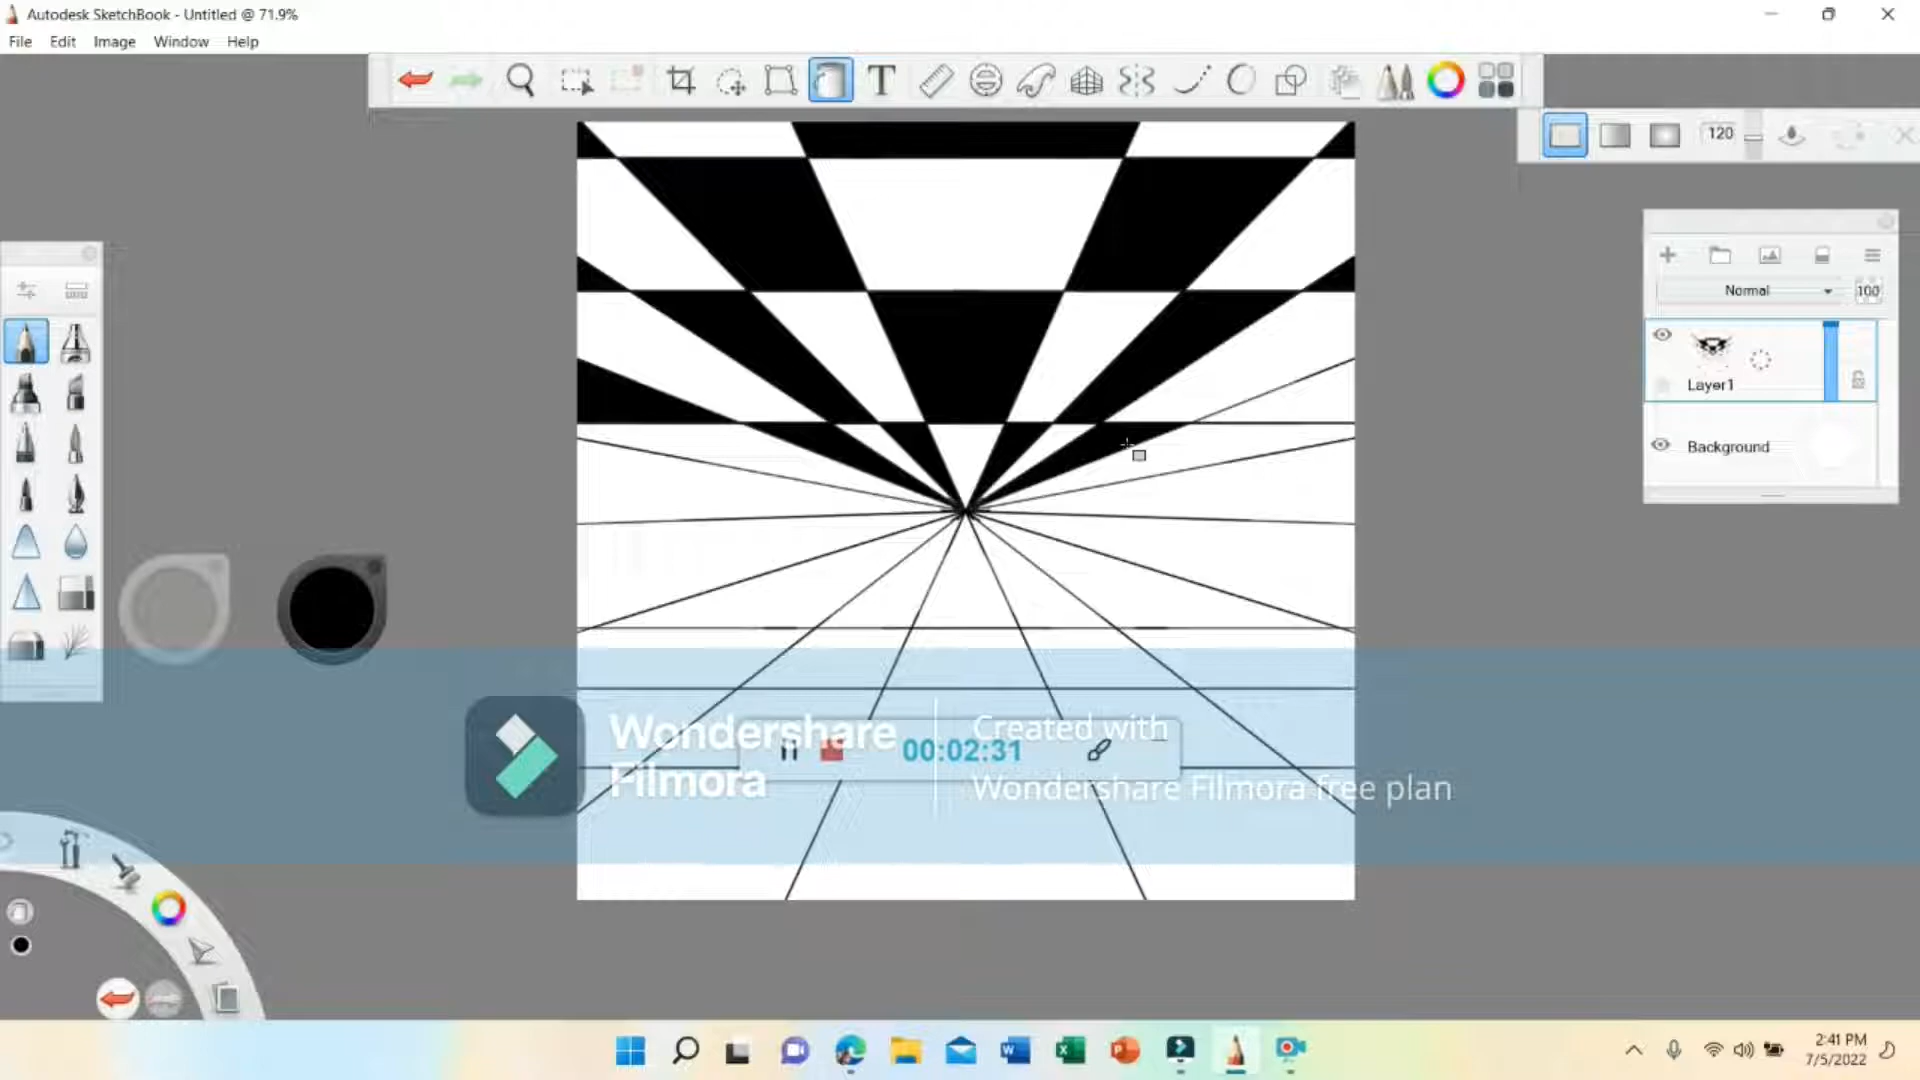 Autodesk SketchBook - Untitled @ 71.9%
File Edit Image Window Help
T
120
Normal 100
Layer1
Background
Wondershare
Filmora
00:02:31
Created with
Wondershare Filmora free plan
2:41 PM
7/5/2022